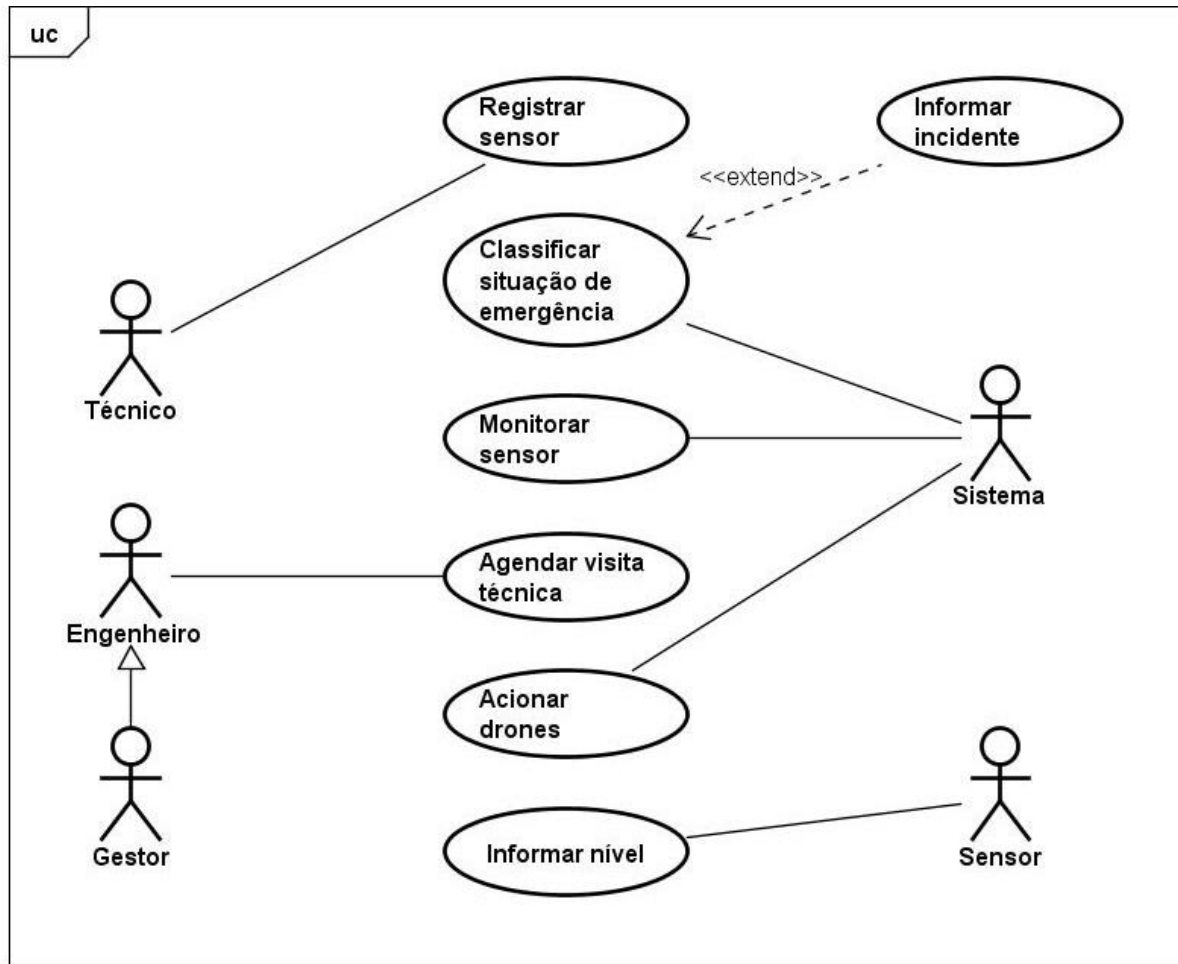 uc
Registrar
sensor
Informar
incidente
<<extend>>
Classificar
situação de
emergência
Técnico
Monitorar
sensor
Sistema
Agendar visita
técnica
Engenheiro
Acionar
drones
Informar nível
Gestor
Sensor